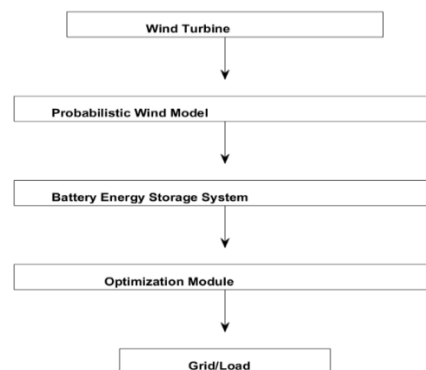 Wind Turbine
Probabilistic Wind Model
Battery Energy Storage System
Optimization Module
Grid/Load